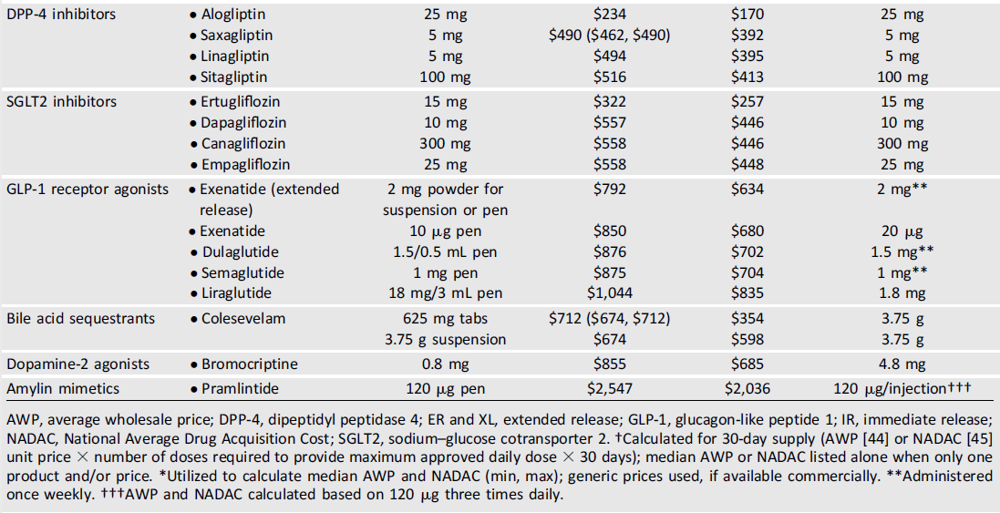 DPP-4 inhibitors • Alogliptin 25 mg $234 $170 25 mg
• Saxagliptin 5 mg $490 ($462, $490) $392 5 mg
• Linagliptin 5 mg $494 $395 5 mg
• Sitagliptin 100 mg $516 $413 100 mg
SGLT2 inhibitors • Ertugliflozin 15 mg $322 $257 15 mg
• Dapagliflozin 10 mg $557 $446 10 mg
• Canagliflozin 300 mg $558 $446 300 mg
• Empagliflozin 25 mg $558 $448 25 mg
GLP-1 receptor agonists • Exenatide (extended 2 mg powder for $792 $634 2 mg**
release) suspension or pen
• Exenatide 10 μg pen $850 $680 20 μg
• Dulaglutide 1.5/0.5 mL pen $876 $702 1.5 mg**
• Semaglutide 1 mg pen $875 $704 1 mg**
• Liraglutide 18 mg/3 mL pen $1,044 $835 1.8 mg
Bile acid sequestrants • Colesevelam 625 mg tabs $712 ($674, $712) $354 3.75 g
3.75 g suspension $674 $598 3.75 g
Dopamine-2 agonists • Bromocriptine 0.8 mg $855 $685 4.8 mg
Amylin mimetics • Pramlintide 120 μg pen $2,547 $2,036 120 μg/injection†††
AWP, average wholesale price; DPP-4, dipeptidyl peptidase 4; ER and XL, extended release; GLP-1, glucagon-like peptide 1; IR, immediate release;
NADAC, National Average Drug Acquisition Cost; SGLT2, sodium–glucose cotransporter 2. †Calculated for 30-day supply (AWP [44] or NADAC [45]
unit price × number of doses required to provide maximum approved daily dose × 30 days); median AWP or NADAC listed alone when only one
product and/or price. *Utilized to calculate median AWP and NADAC (min, max); generic prices used, if available commercially. **Administered
once weekly. †††AWP and NADAC calculated based on 120 μg three times daily.